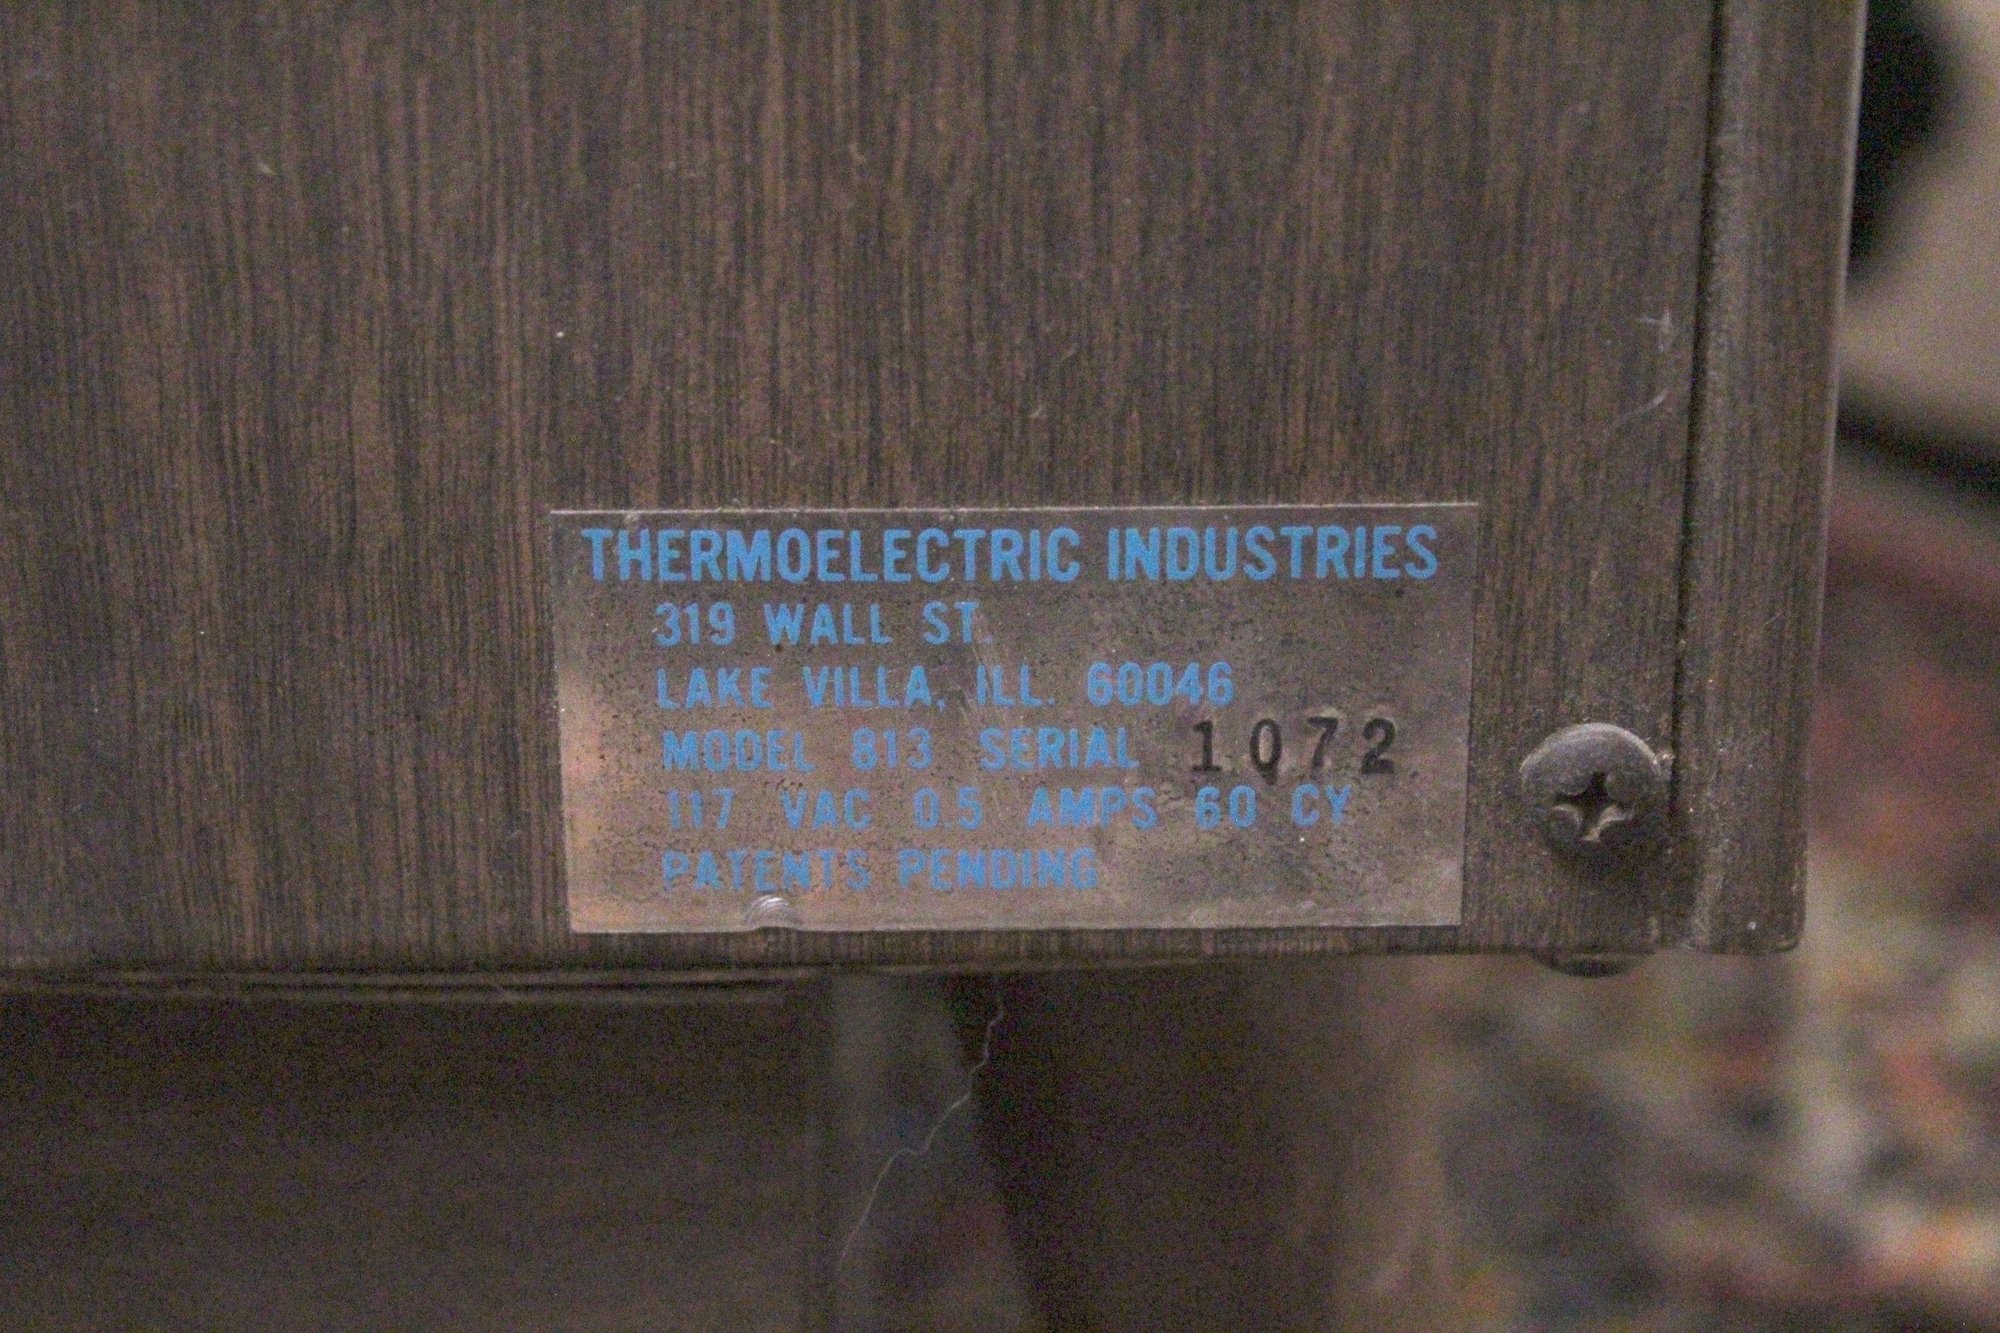 THERMOELECTRIC INDUSTRIES
319 WALL ST.
LAKE VILLA, ILL. 60046
MODEL 813 SERIAL 1072
117 VAC 0.5 AMPS 60 CY
PATENTS PENDING